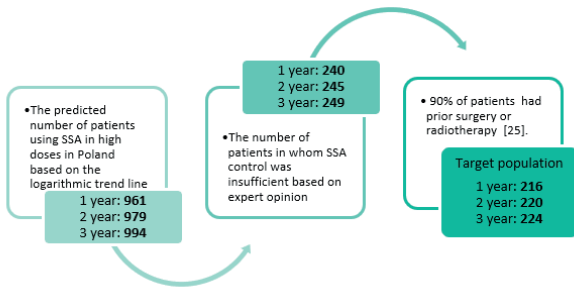 •The predicted
number of patients
using SSA in high
doses in Poland
based on the
logarithmic trend line
1 year: 961
2 year: 979
3 year: 994
1 year: 240
2 year: 245
3 year: 249
•The number of
patients in whom SSA
control was
insufficient based on
expert opinion
• 90% of patients had
prior surgery or
radiotherapy [25].
Target population
1 year: 216
2 year: 220
3 year: 224